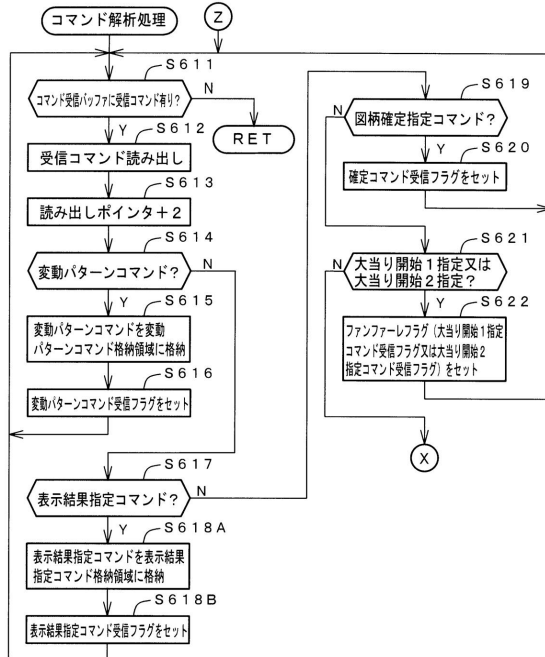 コマンド解析処理
Z
S611
コマンド受信バッファに受信コマンド有り?
N
RET
Y
S612
受信コマンド読み出し
S613
読み出しポインタ+2
S614
変動パターンコマンド?
N
Y
S615
変動パターンコマンドを変動
パターンコマンド格納領域に格納
S616
変動パターンコマンド受信フラグをセット
S617
表示結果指定コマンド?
N
Y
S618A
表示結果指定コマンドを表示結果
指定コマンド格納領域に格納
S618B
表示結果指定コマンド受信フラグをセット
S619
N
図柄確定指定コマンド?
Y
S620
確定コマンド受信フラグをセット
S621
N
大当り開始1指定又は
大当り開始2指定?
Y
S622
ファンファーレフラグ(大当り開始1指定
コマンド受信フラグ又は大当り開始2
指定コマンド受信フラグ)をセット
X